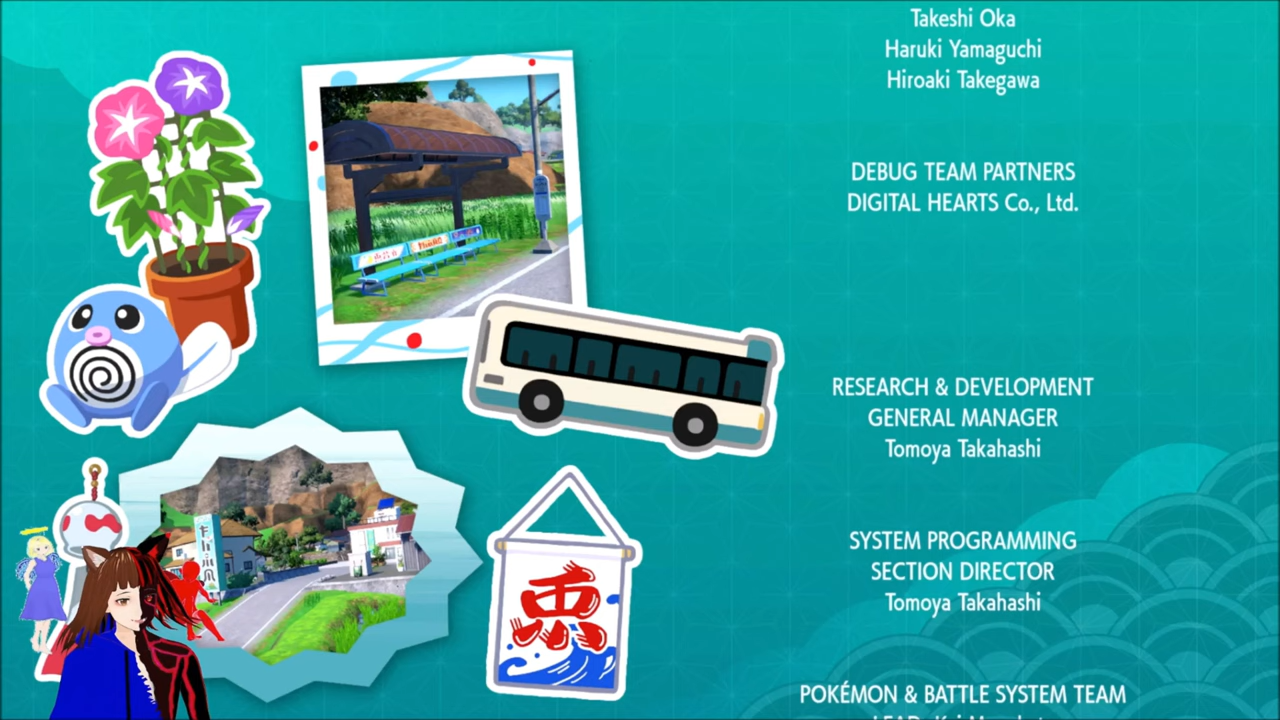 Takeshi Oka
Haruki Yamaguchi
Hiroaki Takegawa
DEBUG TEAM PARTNERS
DIGITAL HEARTS Co., Ltd.
RESEARCH & DEVELOPMENT
GENERAL MANAGER
Tomoya Takahashi
SYSTEM PROGRAMMING
SECTION DIRECTOR
Tomoya Takahashi
POKÉMON & BATTLE SYSTEM TEAM